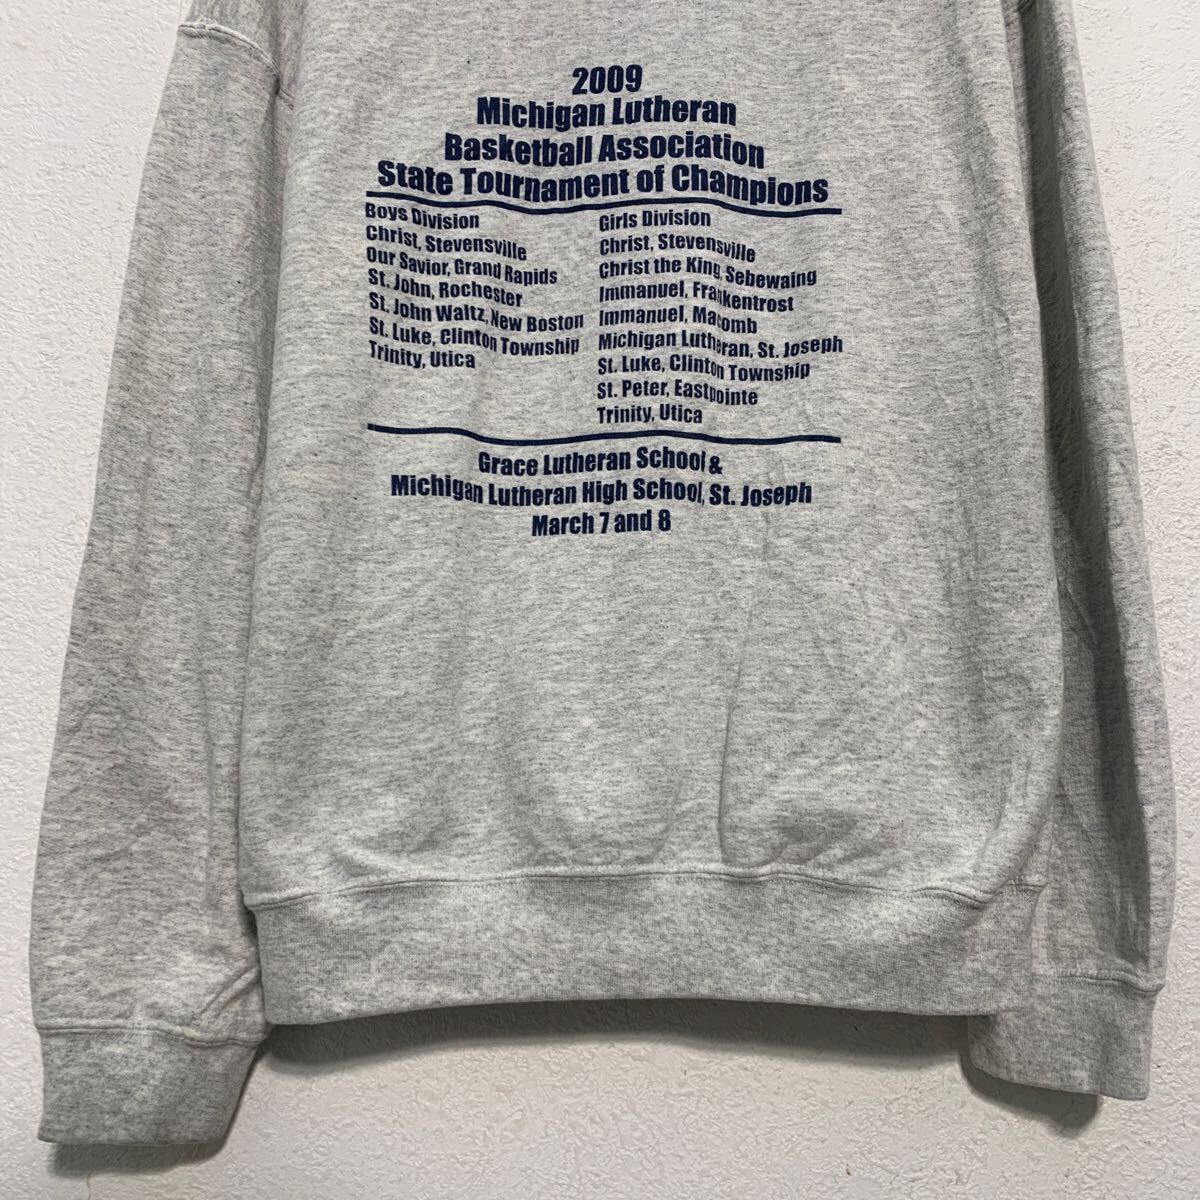 2009
Michigan Lutheran
Basketball Association
State Tournament of Champions
Boys Division
Christ, Stevensville
Our Savior, Grand Rapids
St. John, Rochester
St. John Waltz, New Boston
St. Luke, Clinton Township
Trinity, Utica
Girls Division
Christ, Stevensville
Christ the King, Sebewaing
Immanuel, Frankentrost
Immanuel, Macomb
Michigan Lutheran, St. Joseph
St. Luke, Clinton Township
St. Peter, Eastpointe
Trinity, Utica
Grace Lutheran School &
Michigan Lutheran High School, St. Joseph
March 7 and 8